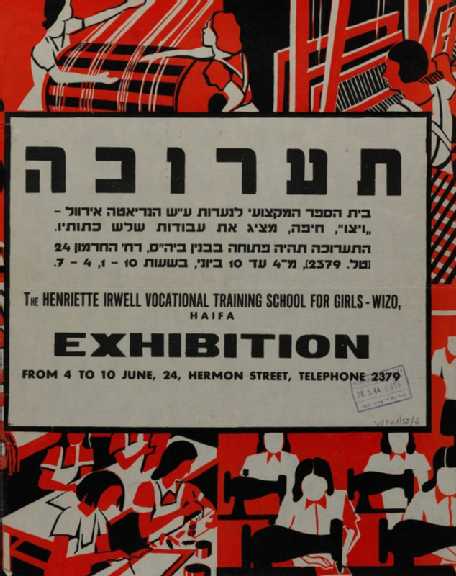 תערוכה
בית הספר המקצועי לנערות ע״ש הנריאטה אירוול –
„ויצו״, חיפה, מציג את עבודות שלש כתותיו.
התערוכה תהיה פתוחה בבנין ביה״ס, רח׳ החרמון 24
(טל. 2379), מ־4 עד 10 ביוני, בשעות 10 – 1, 4 – 7.
THE HENRIETTE IRWELL VOCATIONAL TRAINING SCHOOL FOR GIRLS – WIZO,
HAIFA
EXHIBITION
FROM 4 TO 10 JUNE, 24, HERMON STREET, TELEPHONE 2379